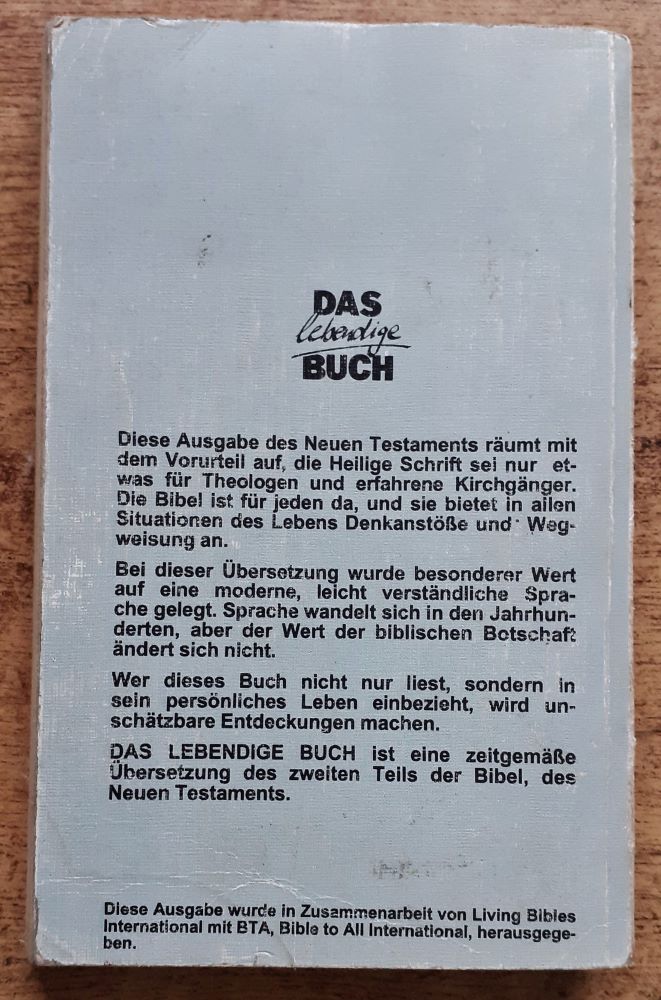 DAS
lebendige
BUCH
Diese Ausgabe des Neuen Testaments räumt mit
dem Vorurteil auf, die Heilige Schrift sei nur et-
was für Theologen und erfahrene Kirchgänger.
Die Bibel ist für jeden da, und sie bietet in allen
Situationen des Lebens Denkanstöße und Weg-
weisung an.
Bei dieser Übersetzung wurde besonderer Wert
auf eine moderne, leicht verständliche Spra-
che gelegt. Sprache wandelt sich in den Jahrhun-
derten, aber der Wert der biblischen Botschaft
ändert sich nicht.
Wer dieses Buch nicht nur liest, sondern in
sein persönliches Leben einbezieht, wird un-
schätzbare Entdeckungen machen.
DAS LEBENDIGE BUCH ist eine zeitgemäße
Übersetzung des zweiten Teils der Bibel, des
Neuen Testaments.
Diese Ausgabe wurde in Zusammenarbeit von Living Bibles
International mit BTA, Bible to All International, herausgege-
ben.